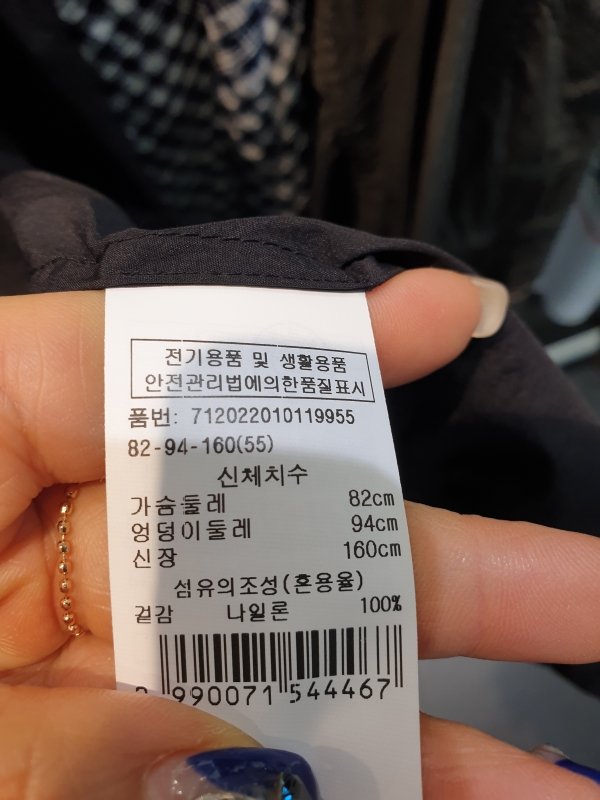 전기용품 및 생활용품
안전관리법에의한품질표시
품번: 712022010119955
82-94-160(55)
신체치수
가슴둘레 82cm
엉덩이둘레 94cm
신장 160cm
섬유의조성(혼용율)
겉감 나일론 100%
990071 544467